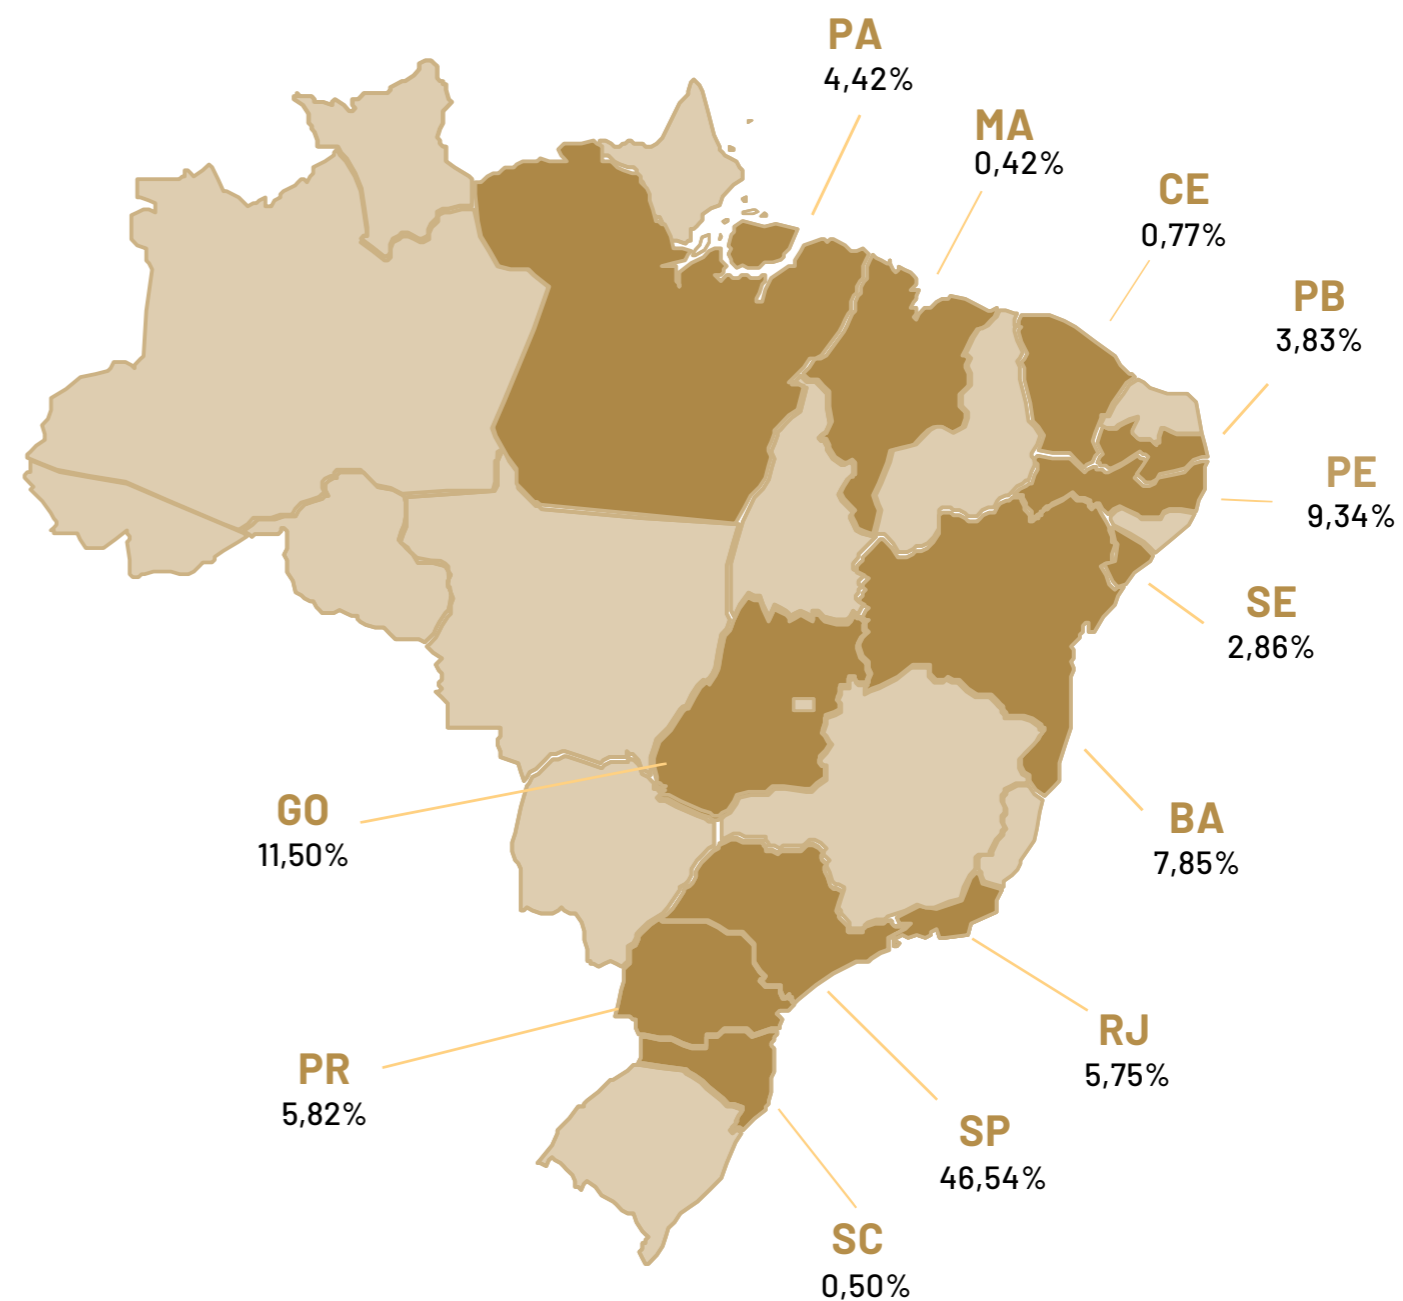 PA
4,42%
MA
0,42%
CE
0,77%
PB
3,83%
PE
9,34%
SE
2,86%
GO
11,50%
BA
7,85%
RJ
5,75%
PR
5,82%
SP
46,54%
SC
0,50%